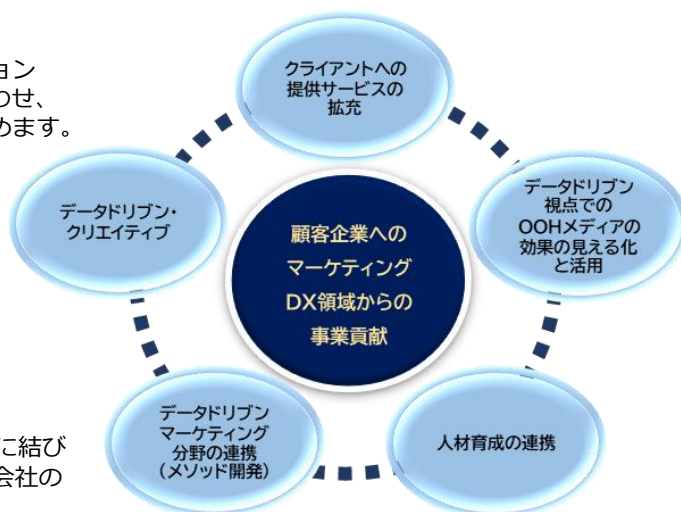 ョン
わせ、
めます。
クライアントへの
提供サービスの
拡充
データドリブン
視点での
OOHメディアの
効果の見える化
と活用
人材育成の連携
データドリブン
マーケティング
分野の連携
（メソッド開発）
データドリブン・
クリエイティブ
顧客企業への
マーケティング
DX領域からの
事業貢献
に結び
会社の